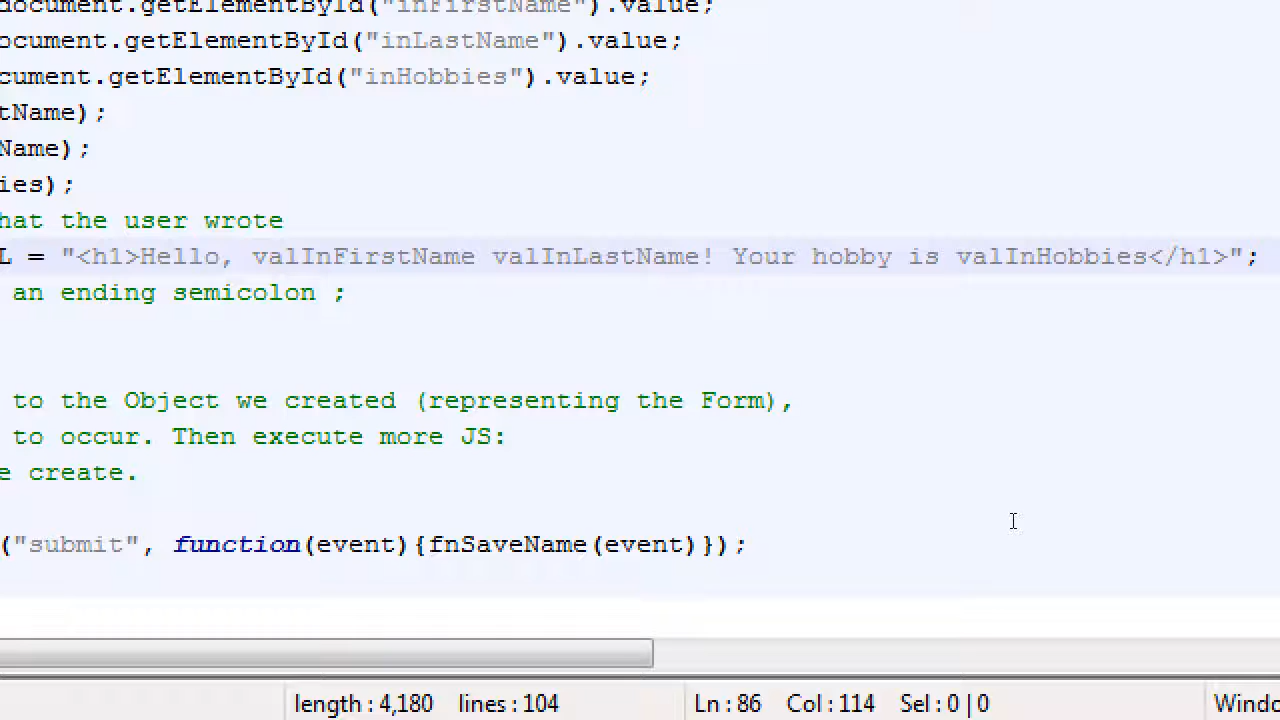 document.getElementById("inFirstName").value;
ocument.getElementById("inLastName").value;
cument.getElementById("inHobbies").value;
tName);
Name);
ies);
hat the user wrote
L = "<h1>Hello, valInFirstName valInLastName! Your hobby is valInHobbies</h1>";
an ending semicolon ;
to the Object we created (representing the Form),
to occur. Then execute more JS:
e create.
("submit", function(event){fnSaveName(event)});
length : 4,180 lines : 104 Ln : 86 Col : 114 Sel : 0 | 0 Windo